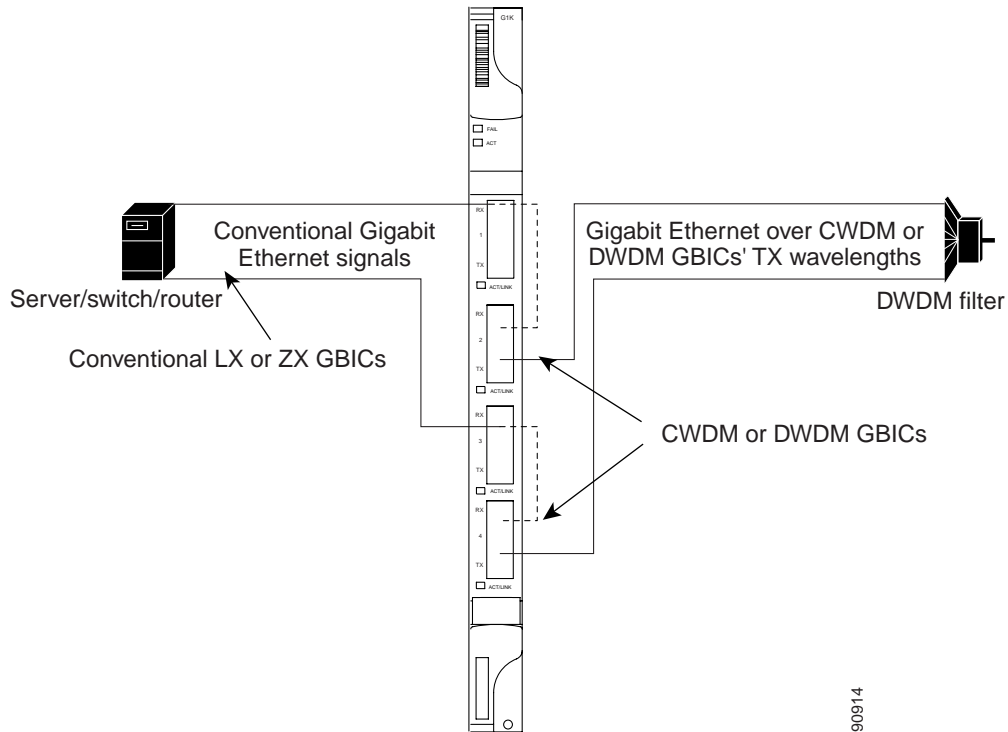 G1K
FAIL
ACT
RX
1
TX
ACT/LINK
RX
2
TX
ACT/LINK
RX
3
TX
ACT/LINK
RX
4
TX
ACT/LINK
Conventional Gigabit
Ethernet signals
Server/switch/router
Conventional LX or ZX GBICs
Gigabit Ethernet over CWDM or
DWDM GBICs' TX wavelengths
DWDM filter
CWDM or DWDM GBICs
90914